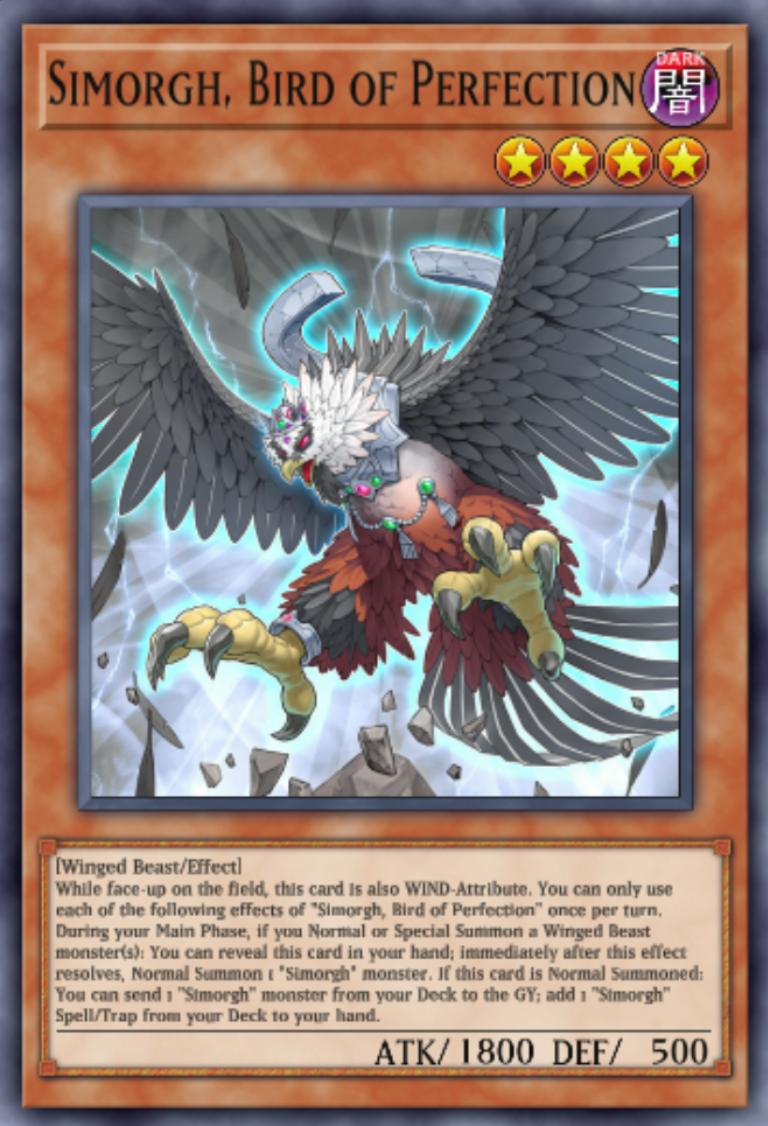 SIMORGH, BIRD OF PERFECTION
DARK
闇
[Winged Beast/Effect]
While face-up on the field, this card is also WIND-Attribute. You can only use
each of the following effects of "Simorgh, Bird of Perfection" once per turn.
During your Main Phase, if you Normal or Special Summon a Winged Beast
monster(s): You can reveal this card in your hand; immediately after this effect
resolves, Normal Summon 1 "Simorgh" monster. If this card is Normal Summoned:
You can send 1 "Simorgh" monster from your Deck to the GY; add 1 "Simorgh"
Spell/Trap from your Deck to your hand.
ATK/ 1800 DEF/ 500